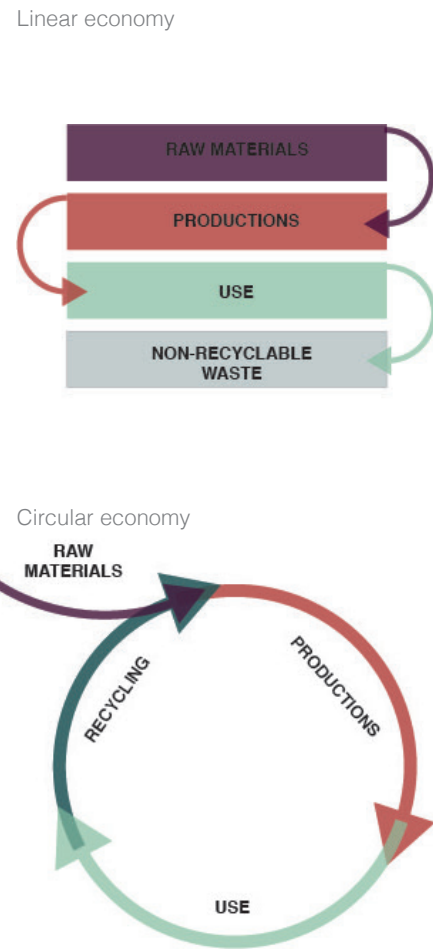 Linear economy
RAW MATERIALS
PRODUCTIONS
USE
NON-RECYCLABLE
WASTE
Circular economy
RAW
MATERIALS
RECYCLING
PRODUCTIONS
USE